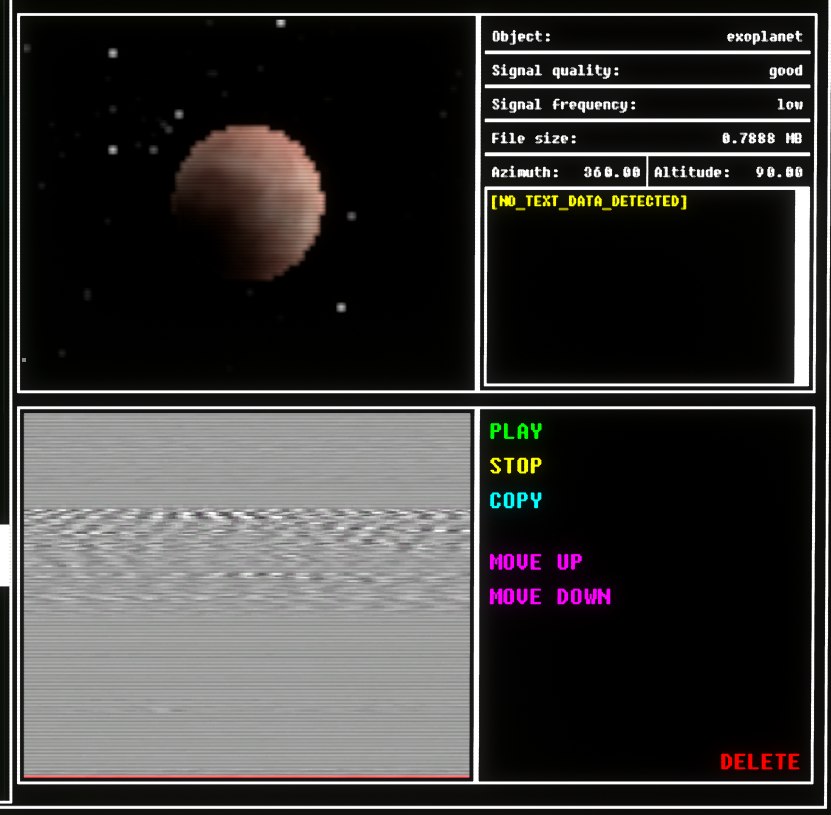 Object: exoplanet
Signal quality: good
Signal frequency: low
File size: 0.7888 MB
Azimuth: 360.00 Altitude: 90.00
[NO_TEXT_DATA_DETECTED]
PLAY
STOP
COPY
MOVE UP
MOVE DOWN
DELETE